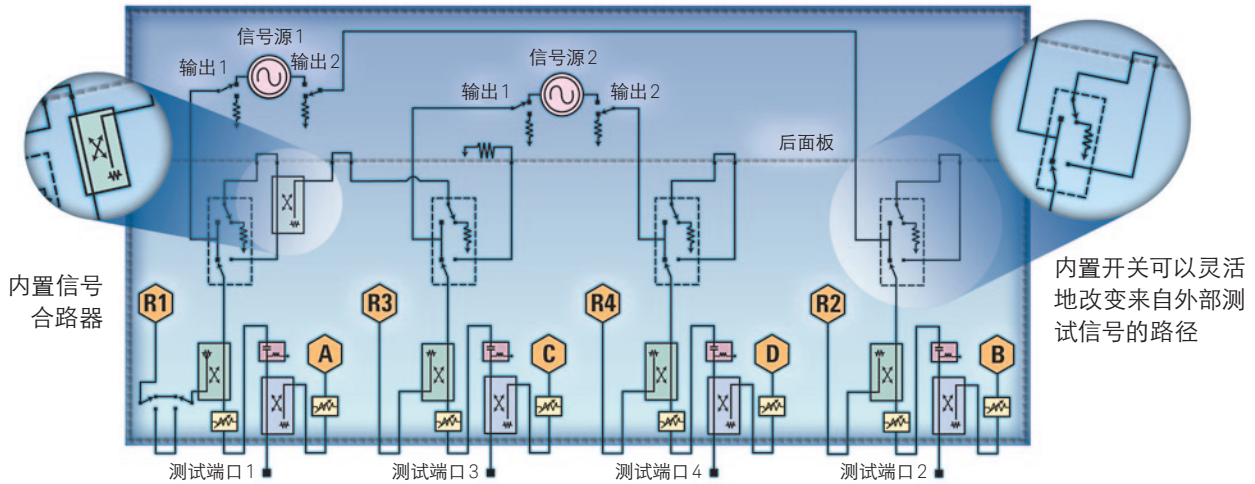 信号源1
输出1
输出2
信号源2
输出1
输出2
后面板
内置信号
合路器
内置开关可以灵活
地改变来自外部测
试信号的路径
R1
A
R3
C
R4
D
R2
B
测试端口1
测试端口3
测试端口4
测试端口2